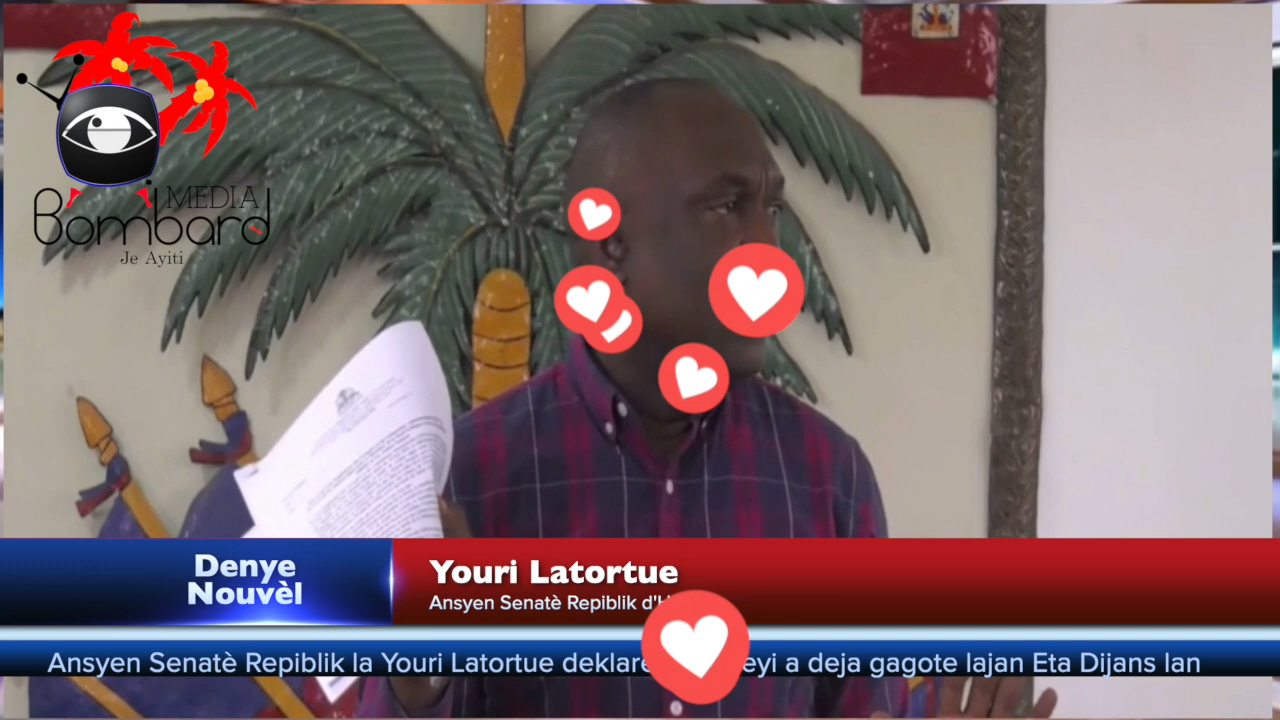 MEDIA
Bombard
Je Ayiti
Denye
Nouvèl
Youri Latortue
Ansyen Senatè Repiblik
Ansyen Senatè Repiblik la Youri Latortue deklare a deja gagote lajan Eta Dijans lan